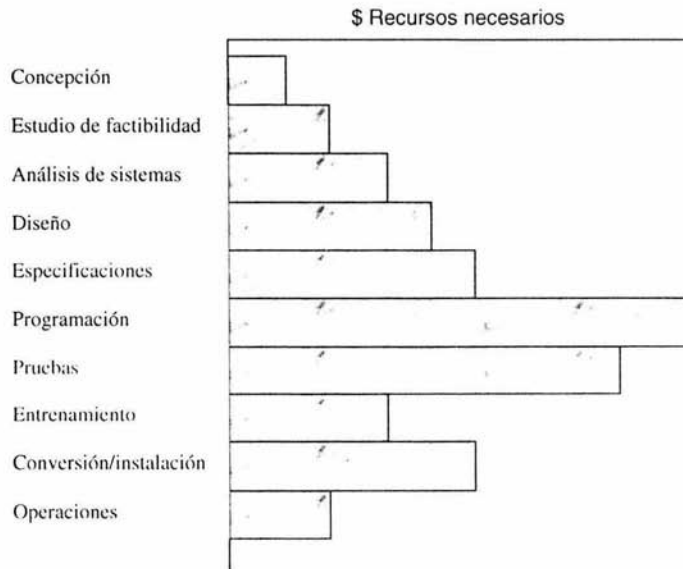 $ Recursos necesarios
Concepción
Estudio de factibilidad
Análisis de sistemas
Diseño
Especificaciones
Programación
Pruebas
Entrenamiento
Conversión/instalación
Operaciones